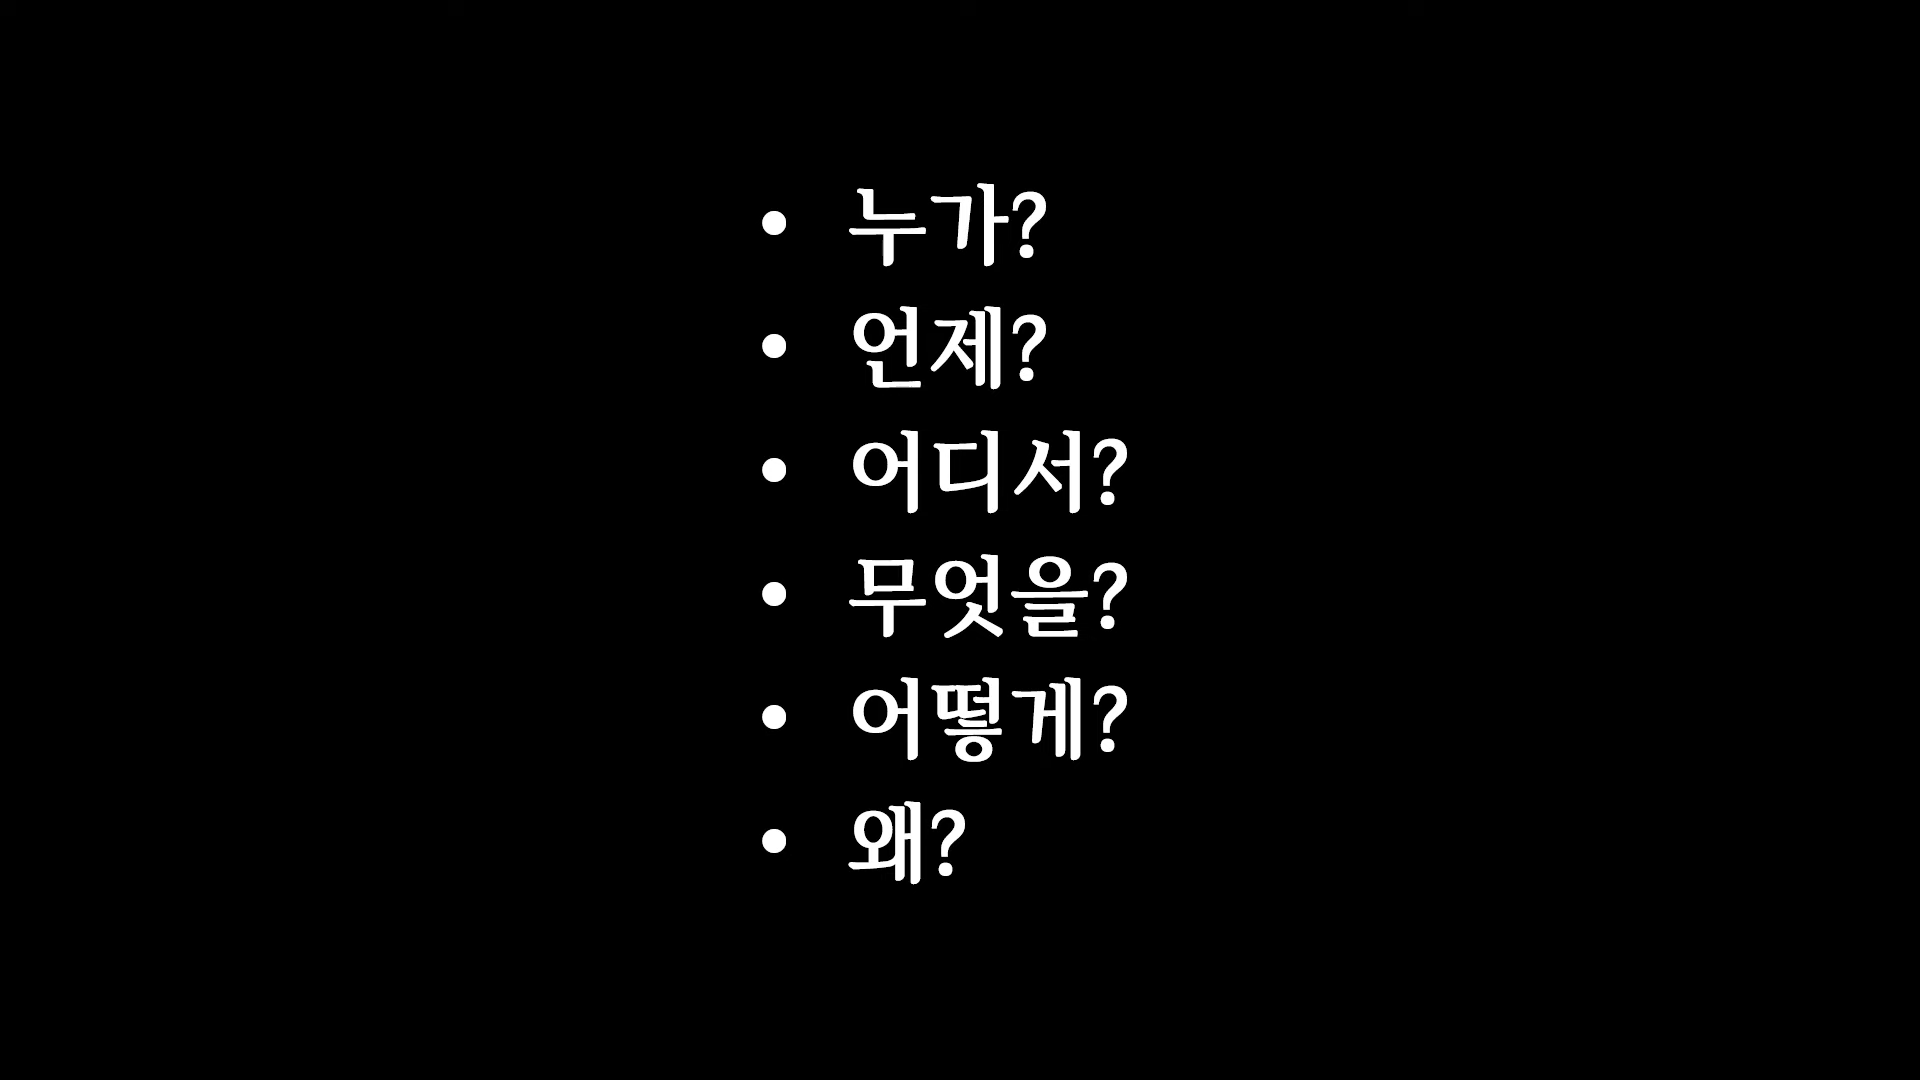 • 누가?
• 언제?
• 어디서?
• 무엇을?
• 어떻게?
• 왜?